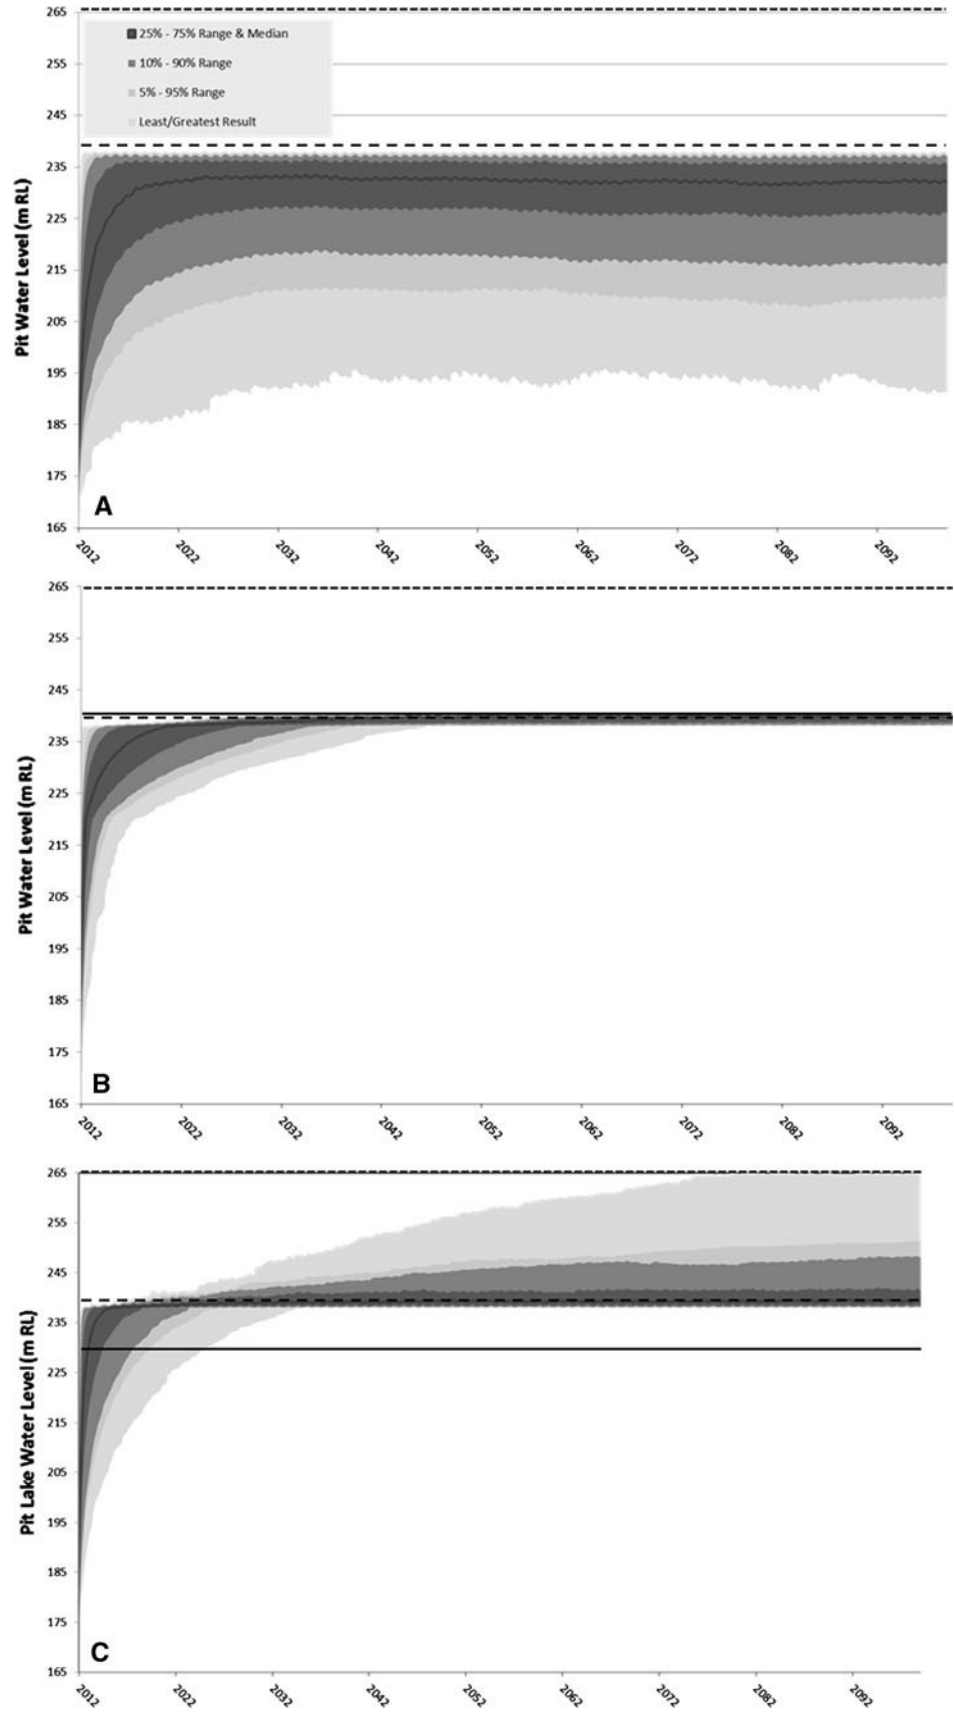 265
25% - 75% Range & Median
10% - 90% Range
5% - 95% Range
Least/Greatest Result
255
245
235
225
215
205
195
185
175
165
Pit Water Level (m RL)
A
2012 2022 2032 2042 2052 2062 2072 2082 2092
265
255
245
235
225
215
205
195
185
175
165
Pit Water Level (m RL)
B
2012 2022 2032 2042 2052 2062 2072 2082 2092
265
255
245
235
225
215
205
195
185
175
165
Pit Lake Water Level (m RL)
C
2012 2022 2032 2042 2052 2062 2072 2082 2092